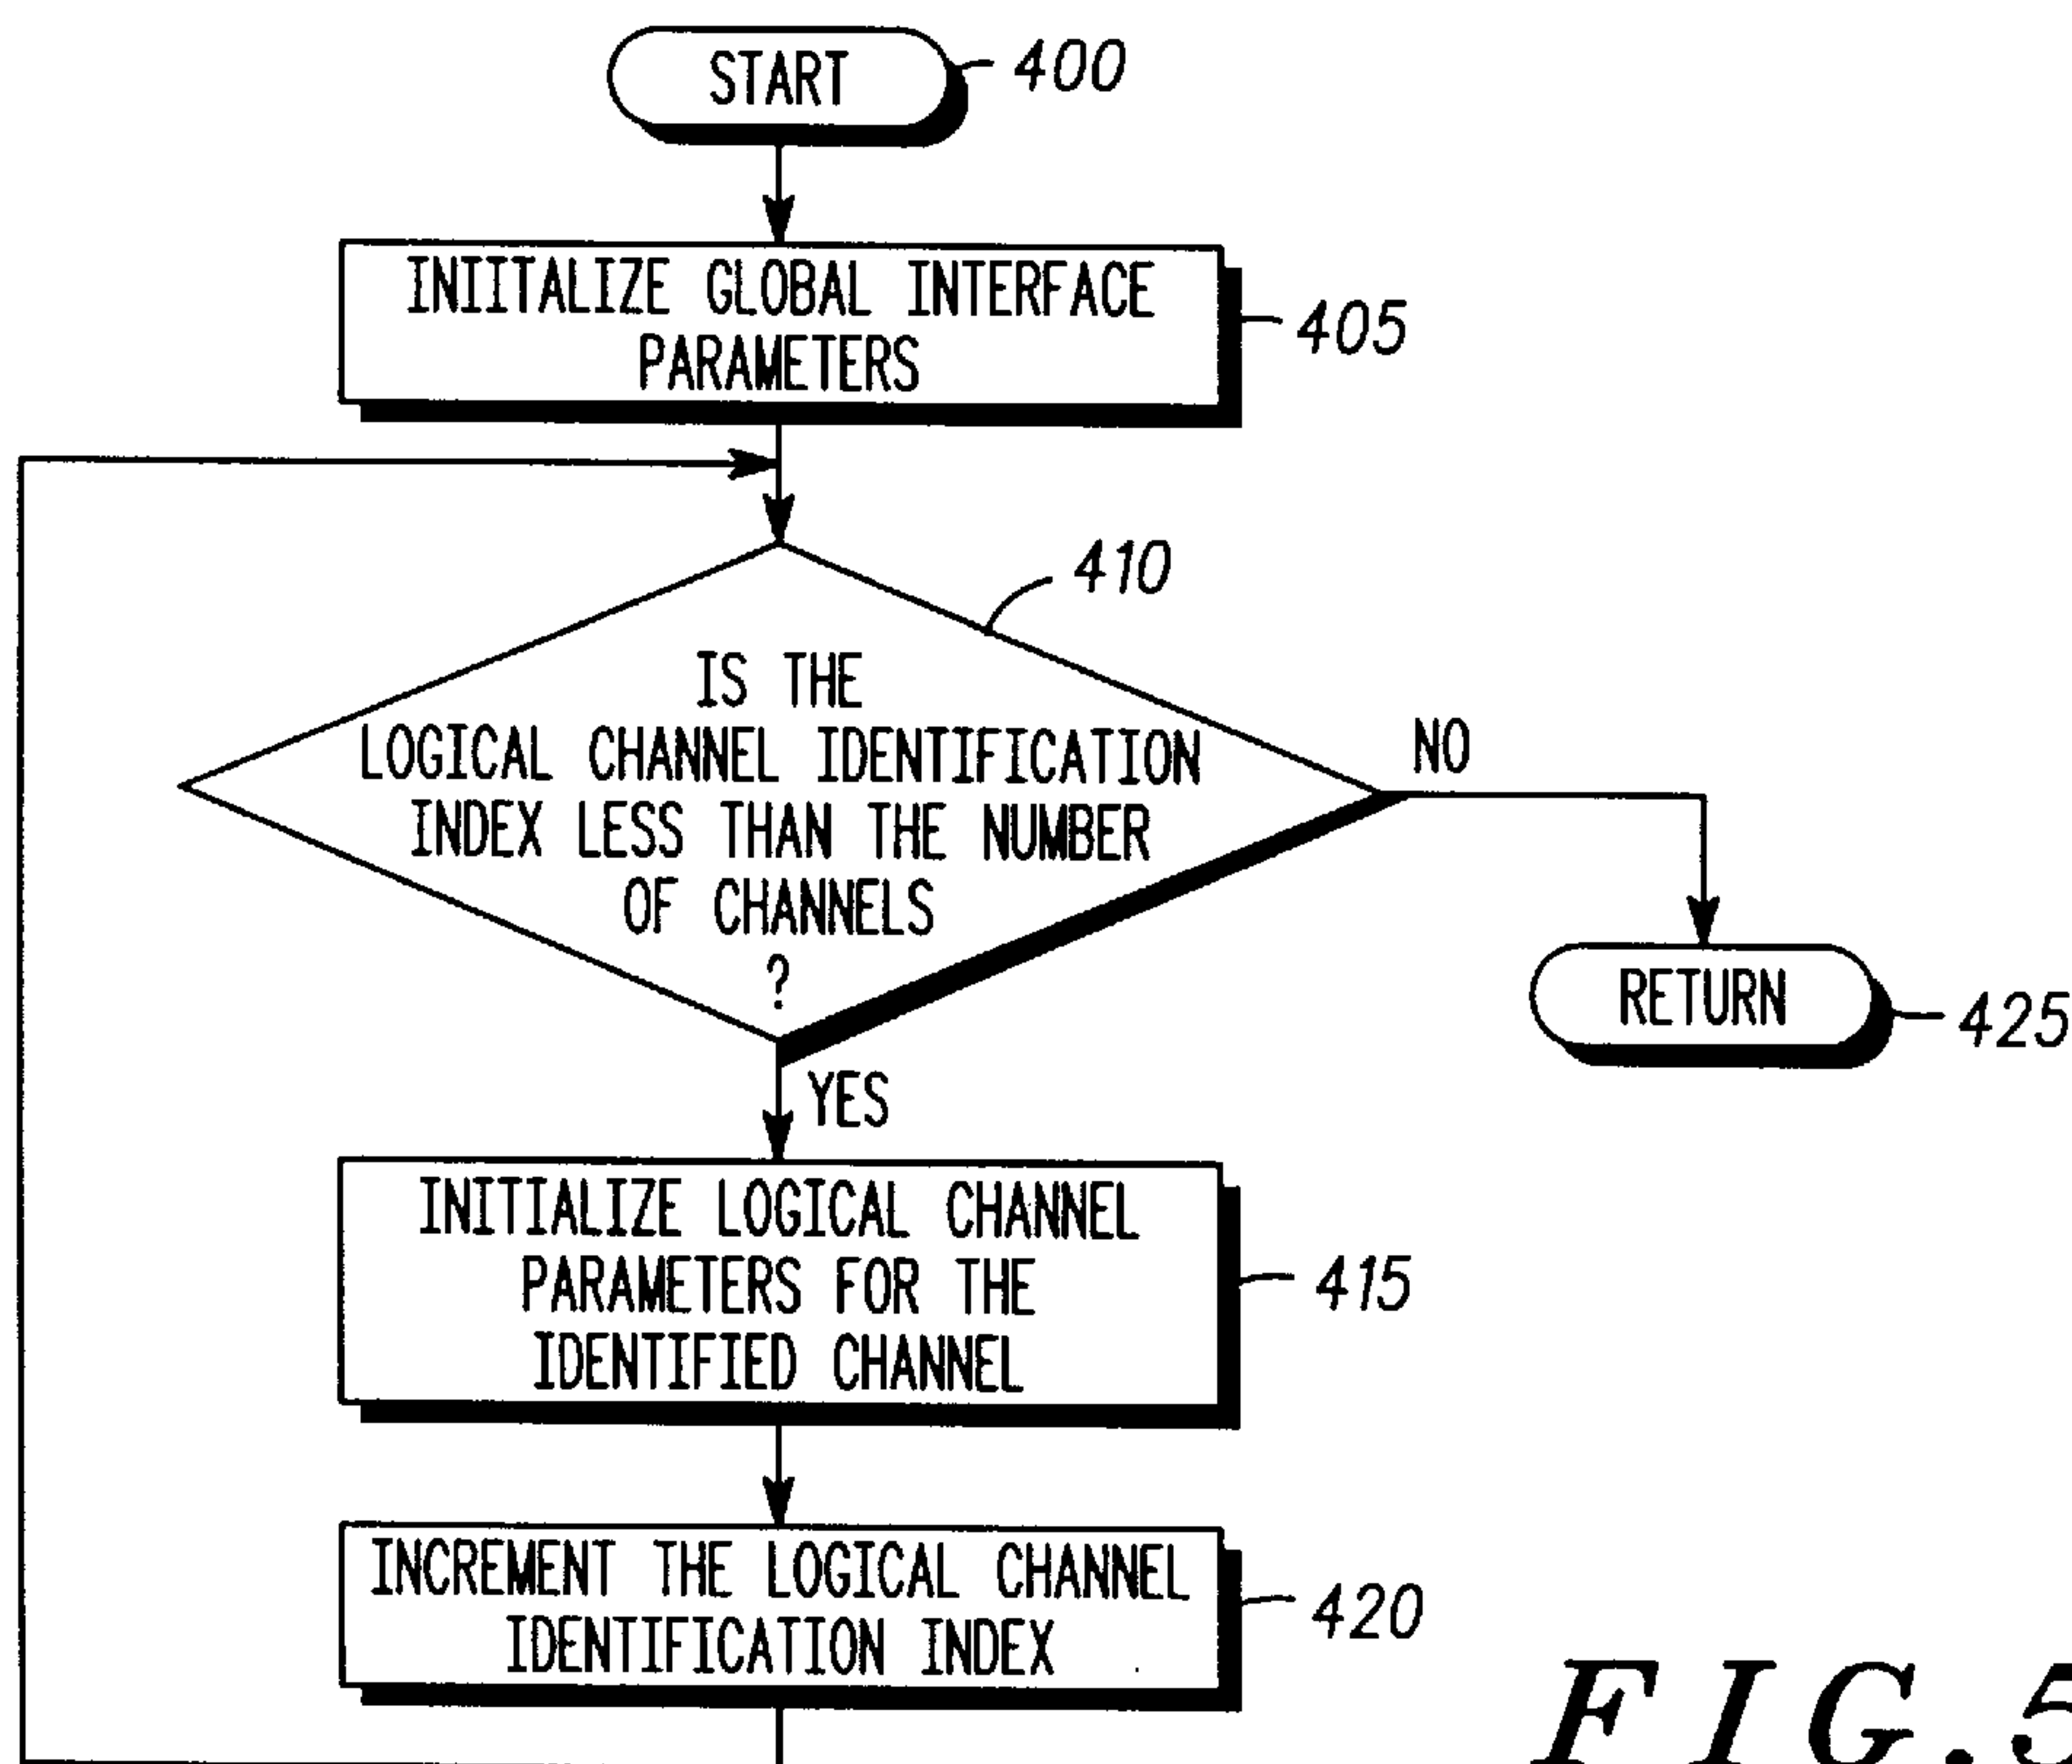 START
400
INIITALIZE GLOBAL INTERFACE
PARAMETERS
405
410
IS THE
LOGICAL CHANNEL IDENTIFICATION
INDEX LESS THAN THE NUMBER
OF CHANNELS
?
NO
RETURN
425
YES
INITIALIZE LOGICAL CHANNEL
PARAMETERS FOR THE
IDENTIFIED CHANNEL
415
INCREMENT THE LOGICAL CHANNEL
IDENTIFICATION INDEX
420
FIG.5